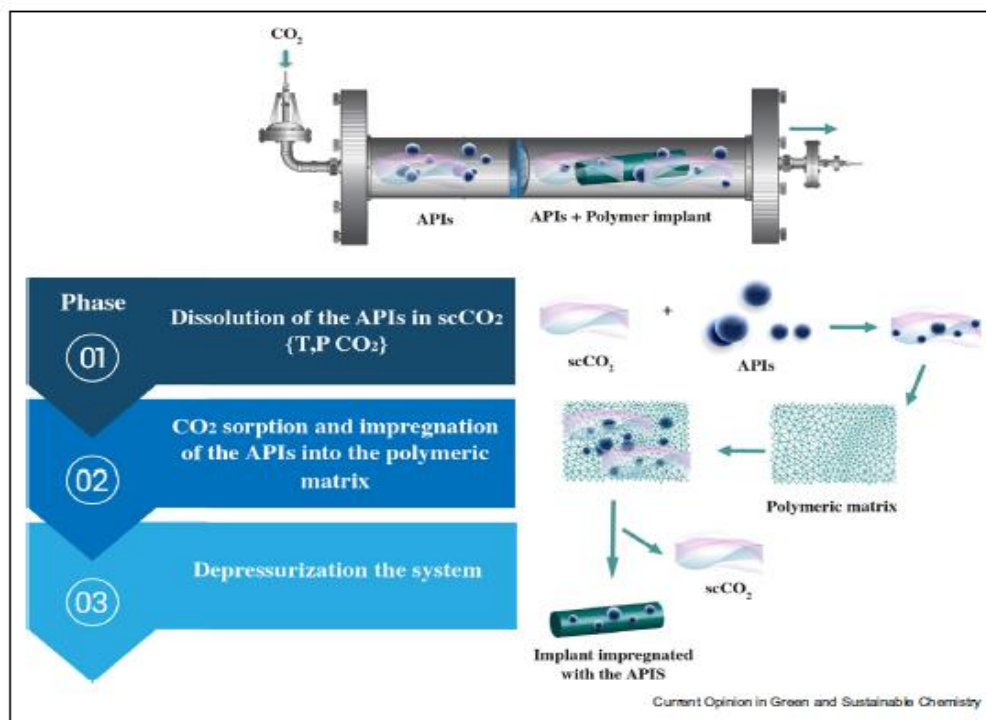 CO₂
APIs
APIs + Polymer implant
Phase
01
Dissolution of the APIs in scCO₂
{T,P CO₂}
02
CO₂ sorption and impregnation
of the APIs into the polymeric
matrix
03
Depressurization the system
scCO₂
+
APIs
Polymeric matrix
scCO₂
Implant impregnated
with the APIS
Current Opinion in Green and Sustainable Chemistry